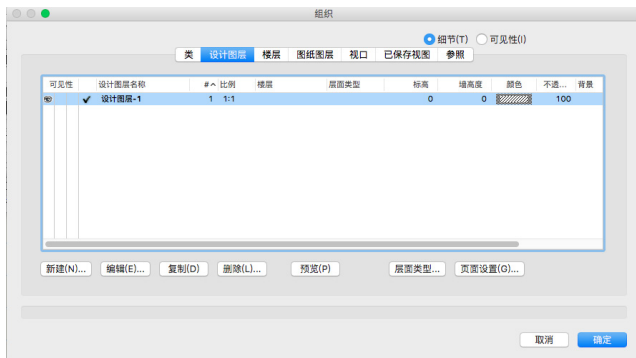 组织
细节(T) 可见性(I)
类 设计图层 楼层 图纸图层 视口 已保存视图 参照
可见性 设计图层名称 # 比例 楼层 层面类型 标高 墙高度 颜色 不透... 背景
设计图层-1 1 1:1 0 0 100
新建(N)... 编辑(E)... 复制(D) 删除(L)... 预览(P) 层面类型... 页面设置(G)...
取消 确定